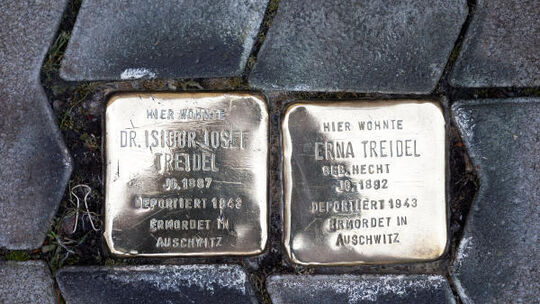 HIER WOHNTE
DR. ISIDOR JOSEF
TREIDEL
JG. 1887
DEPORTIERT 1943
ERMORDET IN
AUSCHWITZ
HIER WOHNTE
ERNA TREIDEL
GEB. HECHT
JG. 1892
DEPORTIERT 1943
ERMORDET IN
AUSCHWITZ